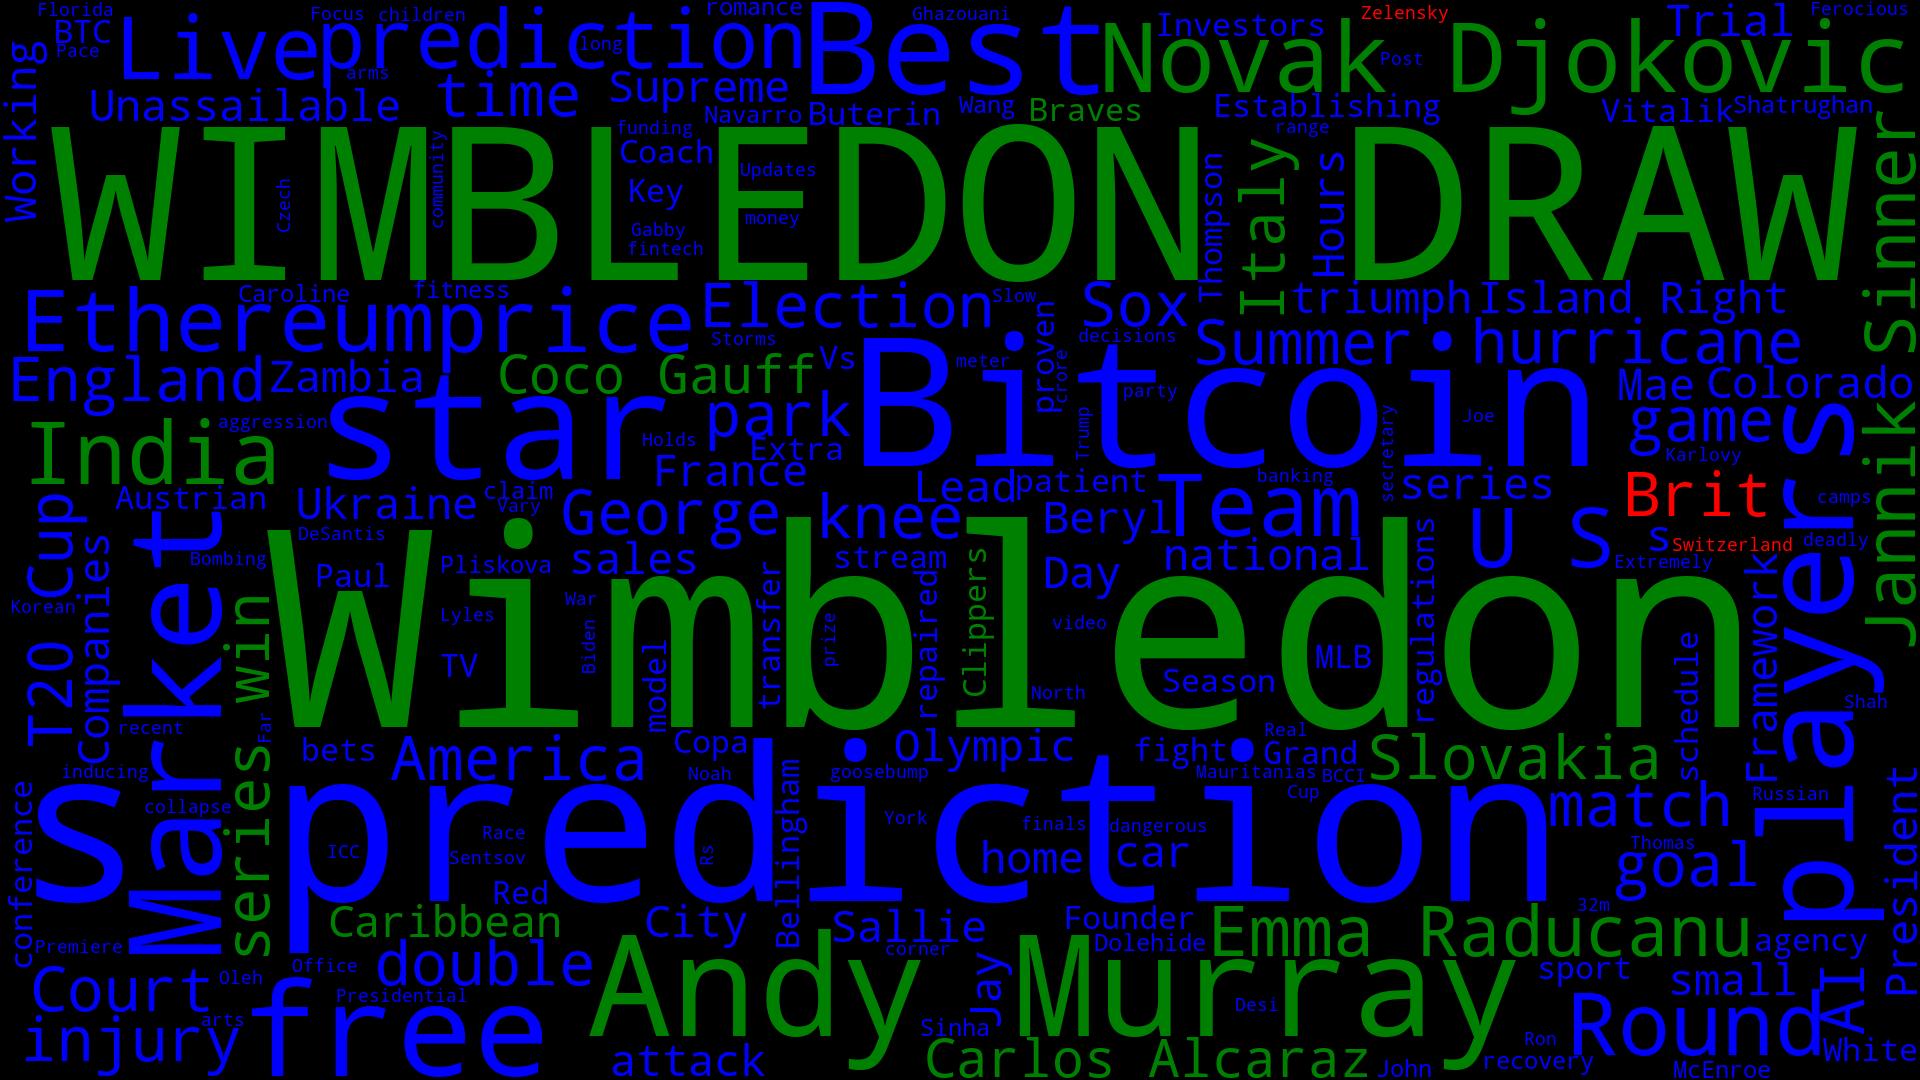 Florida
Focus
children
romance
Ghazouani
Zelensky
Ferocious
BTC
Live
prediction
long
Best
Investors
Trial
Pace
arms
Novak Djokovic
Post
Working
Unassailable
time
Supreme
Navarro
Buterin
Wang
Braves
Establishing
Vitalik
Shatrughan
WIMBLEDON DRAW
community
Czech
funding
Coach
Updates
Key
money
Gabby
fintech
Thompson
Italy
range
Hours
Jannik Sinner
Ethereumprice
Caroline
fitness
Election
Slow
Sox
triumph
Island
Right
Storms
decisions
proven
Summer
hurricane
England
Zambia
Coco Gauff
Vs
meter
crore
party
Mae
Colorado
star
park
Bitcoin
game
India
aggression
Holds
Extra
Trump
secretary
Joe
Karlovy
France
banking
Austrian
Ukraine
claim
Vary
George
knee
Lead
patient
Team
series
Brit
camps
players
T20 Cup
companies
Market
DeSantis
Beryl
U S
s
Switzerland
deadly
Bombing
Paul
Pliskova
sales
stream
Clippers
Day
national
regulations
Extremely
Framework
Korean
Wimbledon
series win
Lyles
War
Biden
TV
model
transfer
prize
repaired
video
North
Season
MLB
schedule
Shah
recent
Far
bets
America
Copa
Olympic
fight
Real
Grand
Slovakia
inducing
Noah
goosebump
Mauritanias
BCCI
Cup
Russian
collapse
s
prediction
match
Bellingham
York
finals
dangerous
Race
ICC
Sentsov
Rs
home
car
Thomas
goal
conference
President
Red
Caribbean
City
Sallie
Founder
32m
Emma Raducanu
Dolehide
agency
Premiere
corner
Oleh
Office
double
Andy Murray
Jay
sport
small
AI
Court
Presidential
free
Desi
arts
injury
Sinha
Round
Ron
White
attack
Carlos Alcaraz
John
recovery
McEnroe